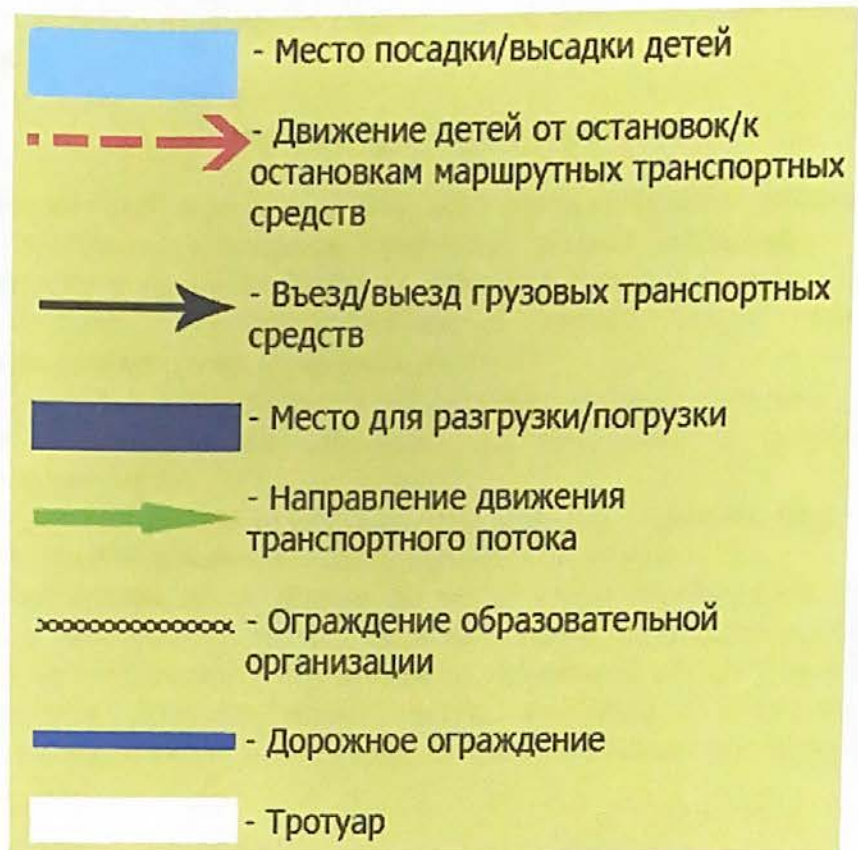 - Место посадки/высадки детей
- Движение детей от остановок/к
остановкам маршрутных транспортных
средств
- Въезд/выезд грузовых транспортных
средств
- Место для разгрузки/погрузки
- Направление движения
транспортного потока
- Ограждение образовательной
организации
- Дорожное ограждение
- Тротуар